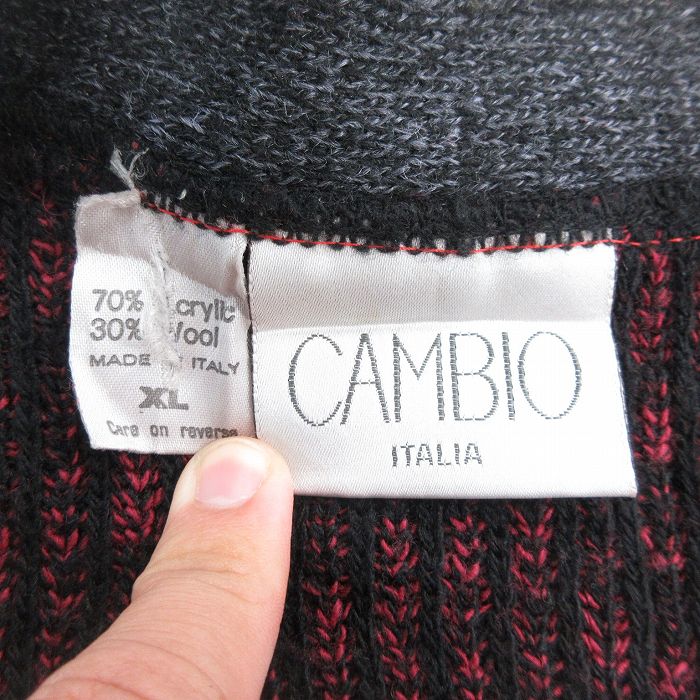 70% Acrylic
30% Wool
MADE IN ITALY
XL
Care on reverse
CAMBIO
ITALIA